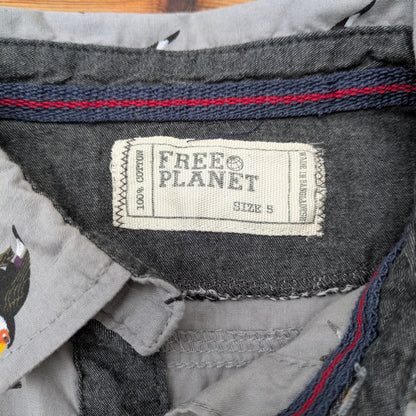 100% COTTON
FREE PLANET
SIZE 5
MADE IN BANGLADESH